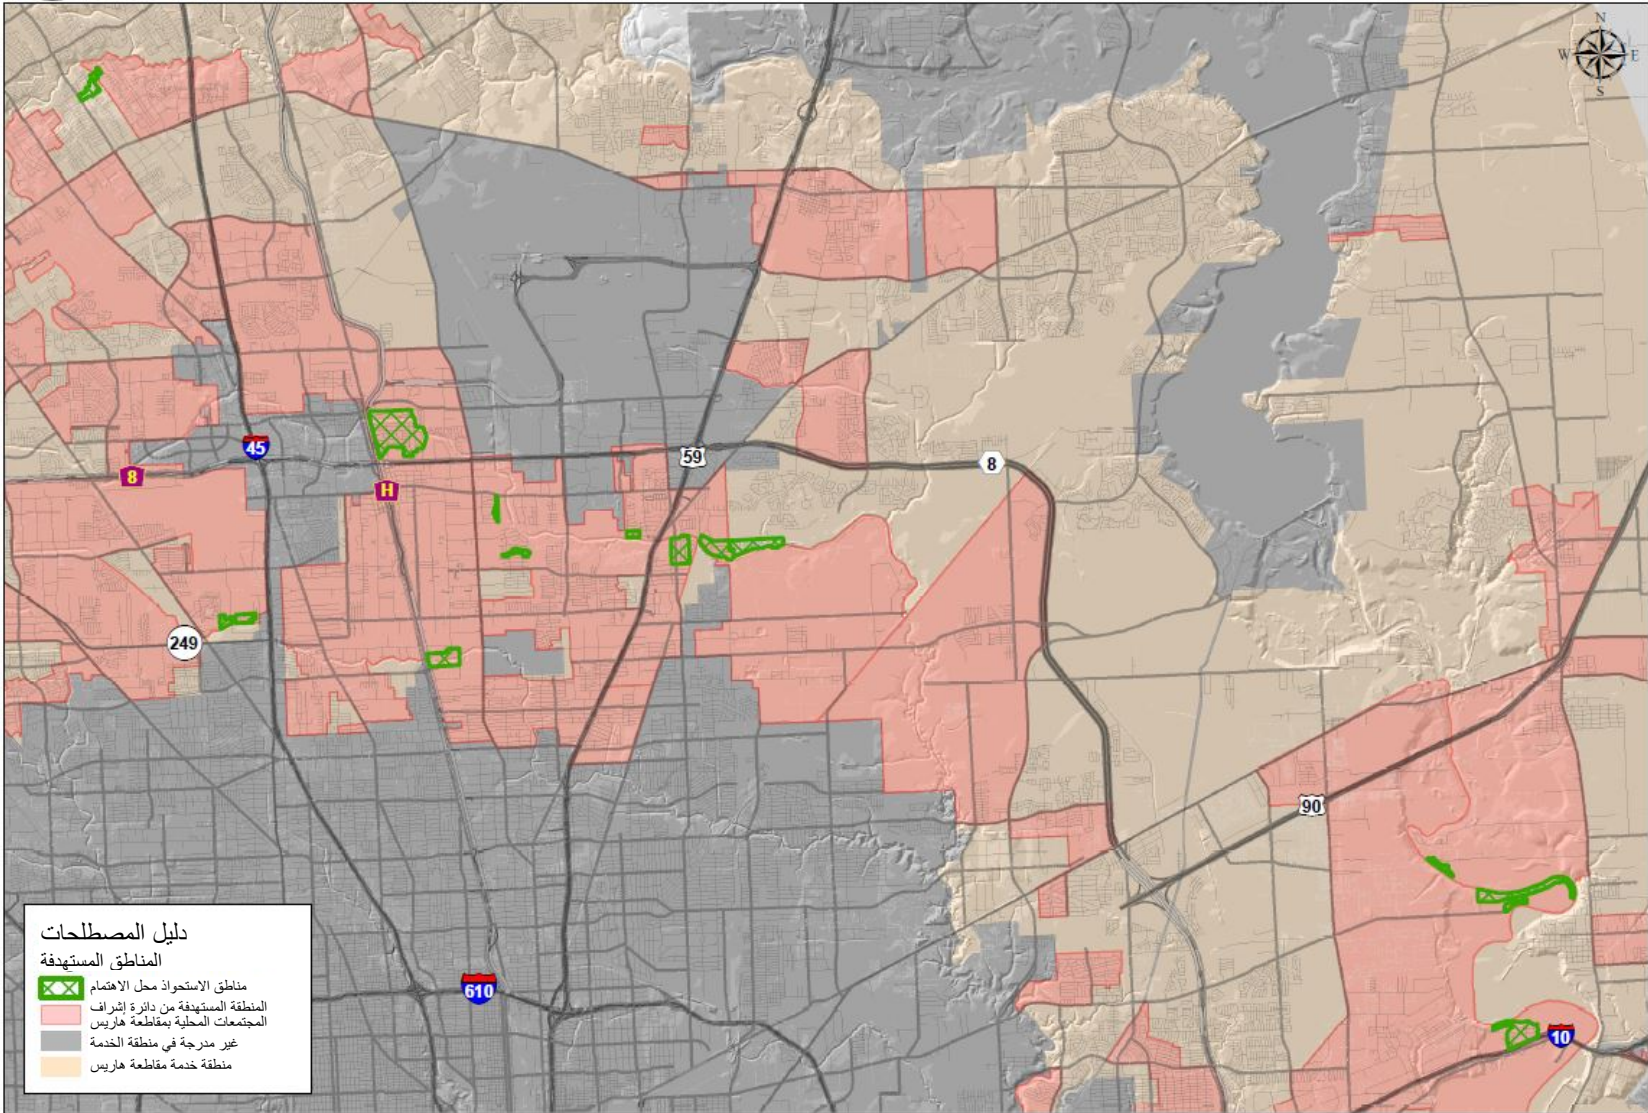 N
W E
S
45
8
H
59
8
249
90
610
10
دليل المصطلحات
المناطق المستهدفة
مناطق الاستحواذ محل الاهتمام
المنطقة المستهدفة من دائرة إشراف
المجتمعات المحلية بمقاطعة هاريس
غير مدرجة في منطقة الخدمة
منطقة خدمة مقاطعة هاريس